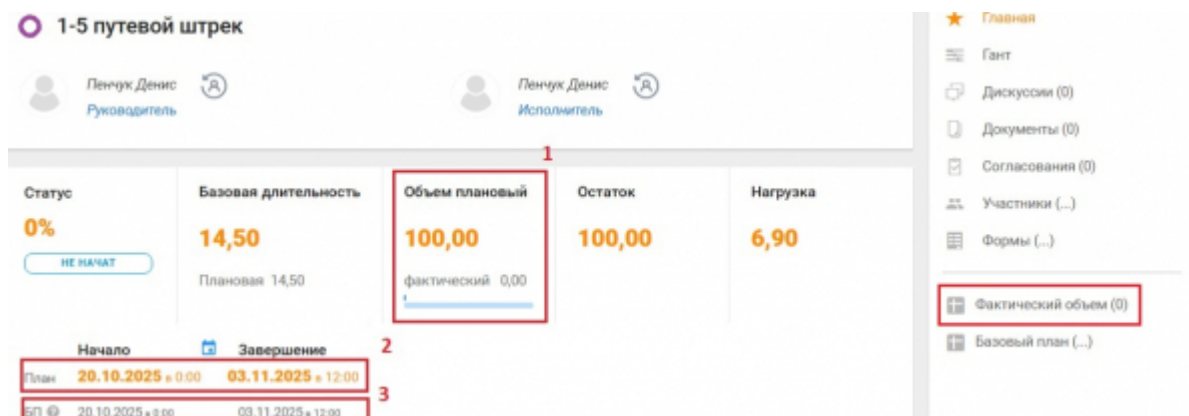 1-5 путевой штрек
Пенчук Денис
Руководитель
Пенчук Денис
Исполнитель
1
Статус
0%
НЕ НАЧАТ
Базовая длительность
14,50
Плановая 14,50
Объем плановый
100,00
фактический 0,00
Остаток
100,00
Нагрузка
6,90
Начало Завершение 2
План 20.10.2025 в 0:00 03.11.2025 в 12:00
3
БП 20.10.2025 в 0:00 03.11.2025 в 12:00
Главная
Гант
Дискуссии (0)
Документы (0)
Согласования (0)
Участники (...)
Формы (...)
Фактический объем (0)
Базовый план (...)